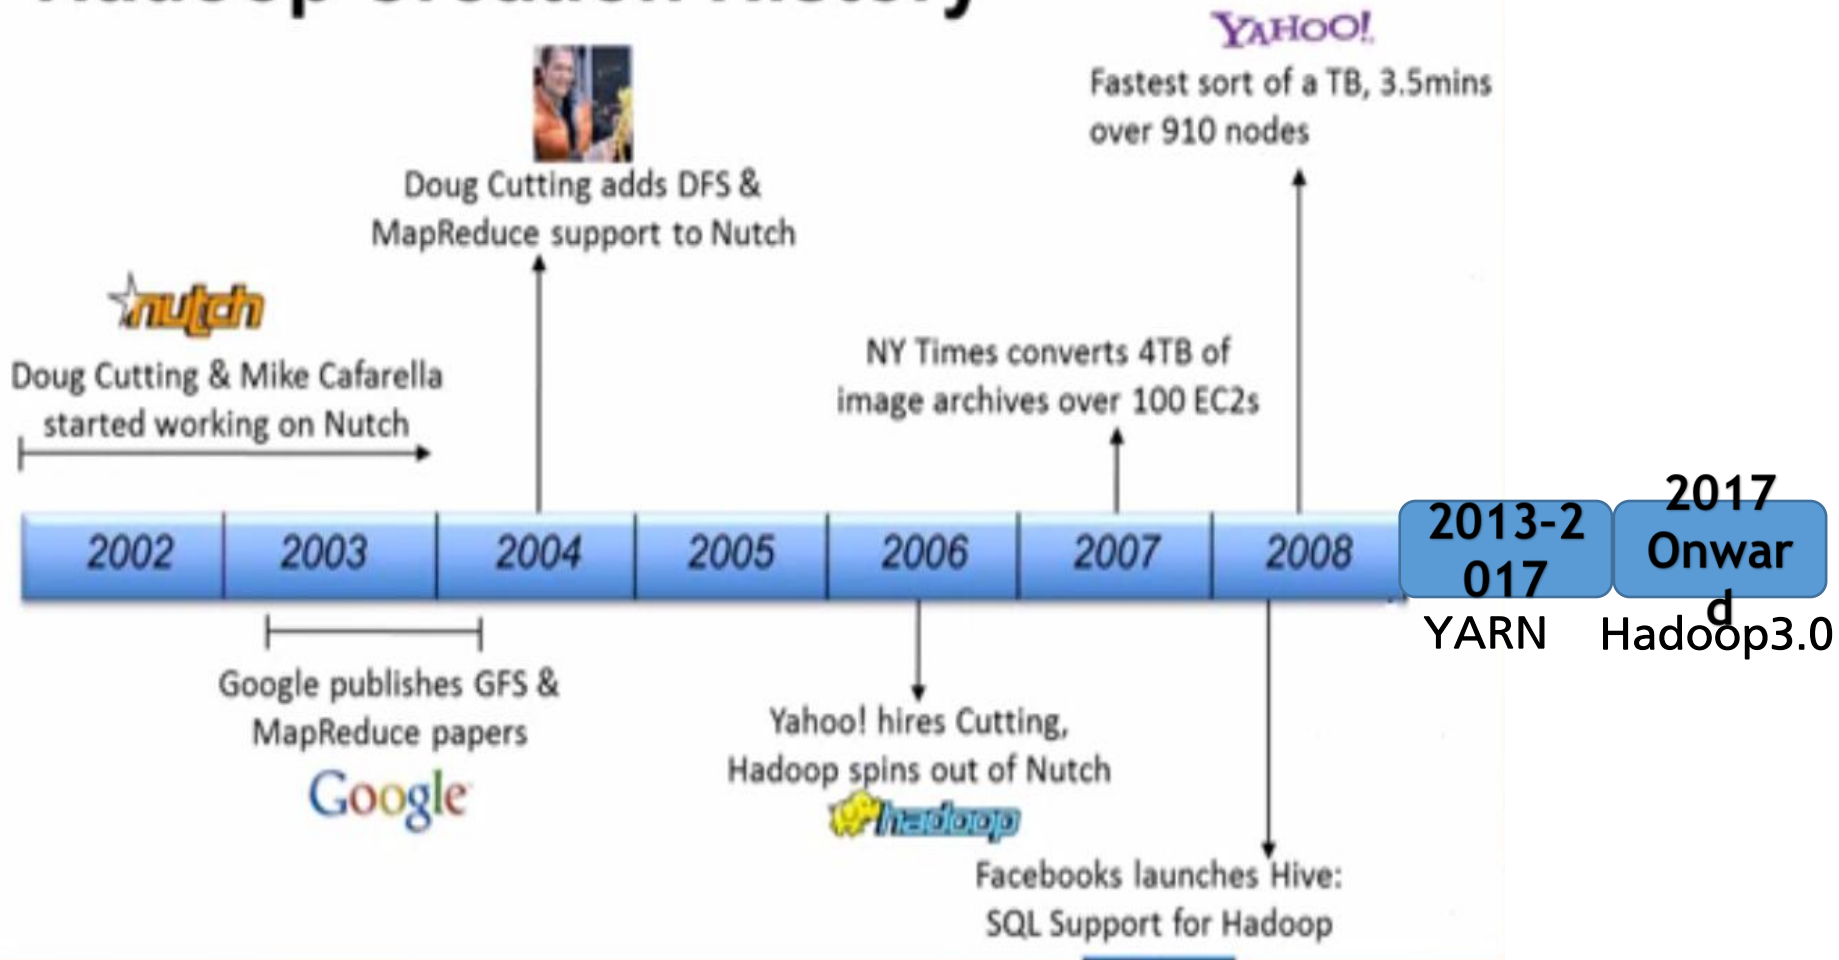 Hadoop Creation History
YAHOO!
Fastest sort of a TB, 3.5mins
over 910 nodes
Doug Cutting adds DFS &
MapReduce support to Nutch
nutch
Doug Cutting & Mike Cafarella
started working on Nutch
NY Times converts 4TB of
image archives over 100 EC2s
2002
2003
2004
2005
2006
2007
2008
2013-2
017
2017
Onwar
d
YARN
Hadoop3.0
Google publishes GFS &
MapReduce papers
Google
Yahoo! hires Cutting,
Hadoop spins out of Nutch
hadoop
Facebooks launches Hive:
SQL Support for Hadoop